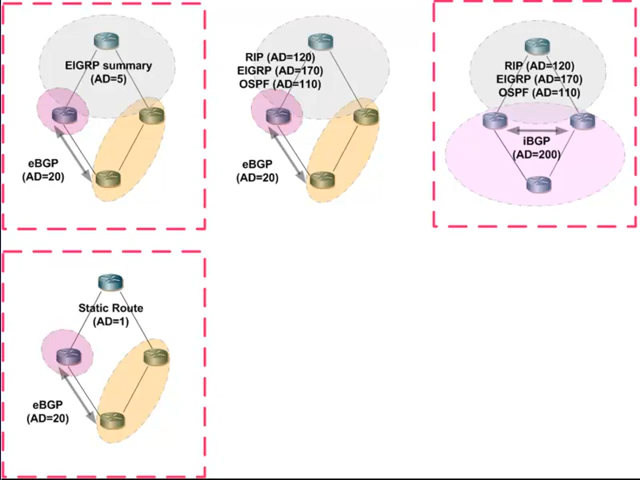 EIGRP summary
(AD=5)
eBGP
(AD=20)
RIP (AD=120)
EIGRP (AD=170)
OSPF (AD=110)
eBGP
(AD=20)
RIP (AD=120)
EIGRP (AD=170)
OSPF (AD=110)
iBGP
(AD=200)
Static Route
(AD=1)
eBGP
(AD=20)